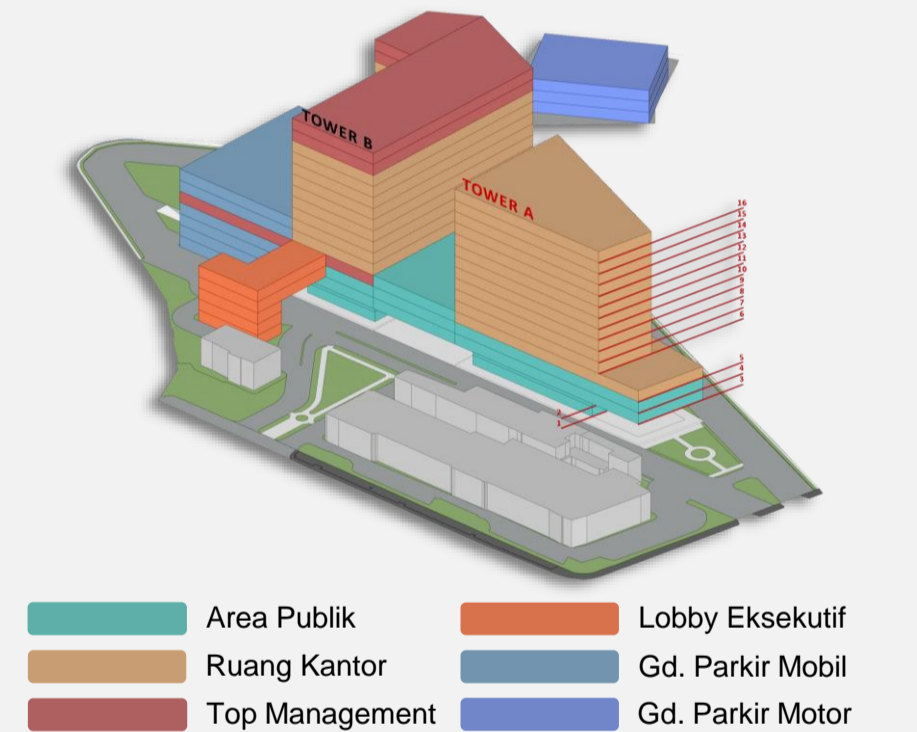 TOWER B
TOWER A
16
15
14
13
12
11
10
9
8
7
6
5
4
3
2
1
Area Publik
Ruang Kantor
Top Management
Lobby Eksekutif
Gd. Parkir Mobil
Gd. Parkir Motor